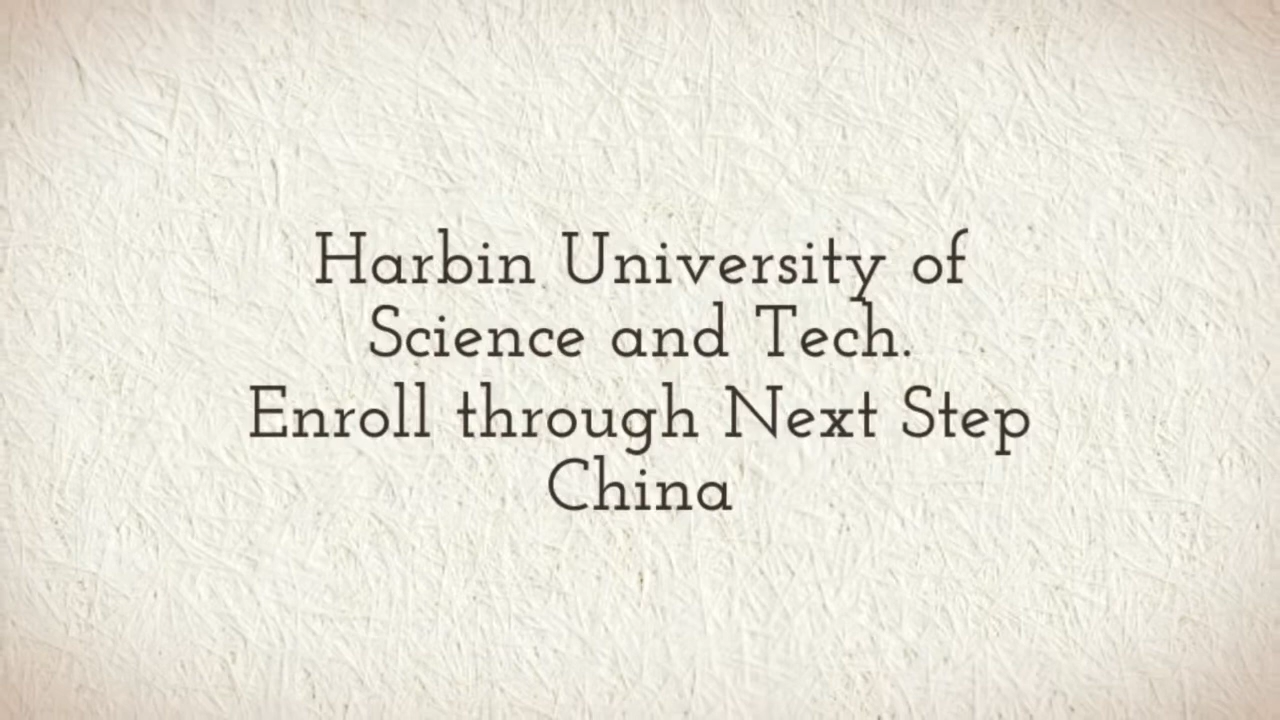 Harbin University of
Science and Tech.
Enroll through Next Step
China